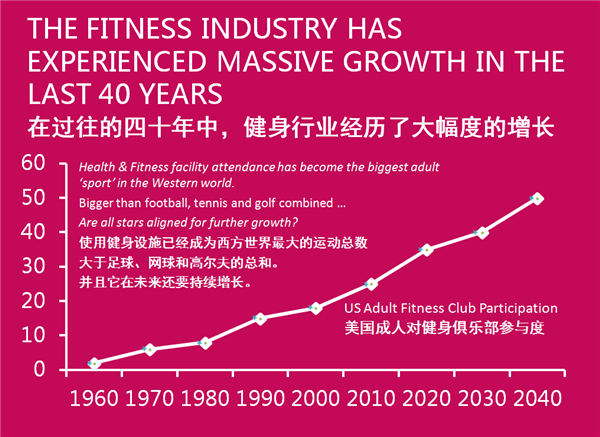 THE FITNESS INDUSTRY HAS
EXPERIENCED MASSIVE GROWTH IN THE
LAST 40 YEARS
在过往的四十年中，健身行业经历了大幅度的增长
60
50
40
30
20
10
0
Health & Fitness facility attendance has become the biggest adult
‘sport’ in the Western world.
Bigger than football, tennis and golf combined …
Are all stars aligned for further growth?
使用健身设施已经成为西方世界最大的运动总数
大于足球、网球和高尔夫的总和。
并且它在未来还要持续增长。
US Adult Fitness Club Participation
美国成人对健身俱乐部参与度
1960 1970 1980 1990 2000 2010 2020 2030 2040